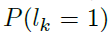 P(l_k = 1)